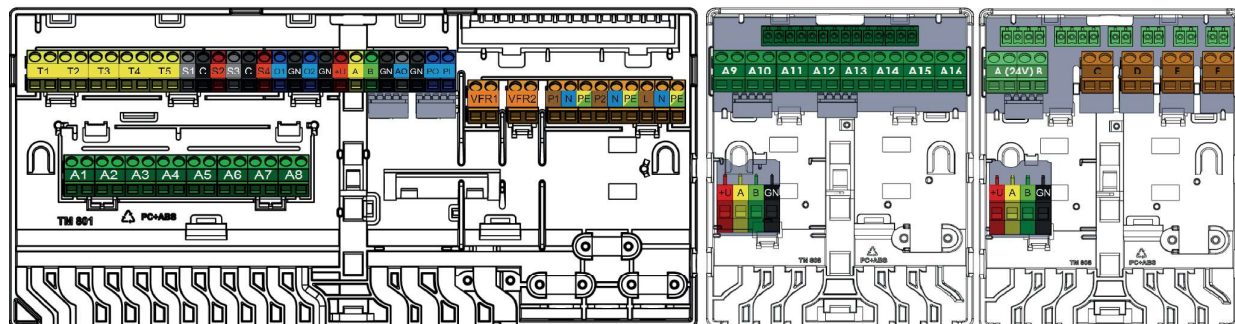 T1 T2 T3 T4 T5 S1 C S2 S3 C S4 O1 GN O2 GN +U A B GN AO GN PO PI
VFR1 VFR2 P1 N PE P2 N PE L N PE
A1 A2 A3 A4 A5 A6 A7 A8
TM 801 PC+ABS
A9 A10 A11 A12 A13 A14 A15 A16
+U A B GN
TM 808 PC+ABS
A (24V) B C D E F
+U A B GN
TM 808 PC+ABS